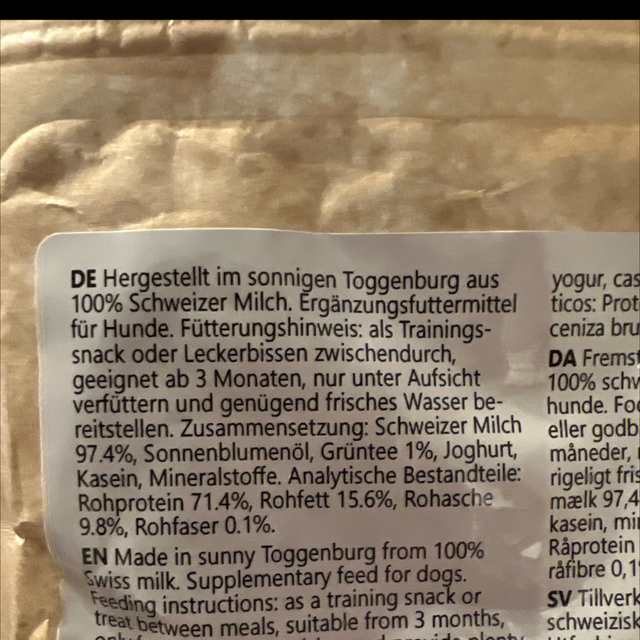 DE Hergestellt im sonnigen Toggenburg aus
100% Schweizer Milch. Ergänzungsfuttermittel
für Hunde. Fütterungshinweis: als Trainings-
snack oder Leckerbissen zwischendurch,
geeignet ab 3 Monaten, nur unter Aufsicht
verfüttern und genügend frisches Wasser be-
reitstellen. Zusammensetzung: Schweizer Milch
97.4%, Sonnenblumenöl, Grüntee 1%, Joghurt,
Kasein, Mineralstoffe. Analytische Bestandteile:
Rohprotein 71.4%, Rohfett 15.6%, Rohasche
9.8%, Rohfaser 0.1%.
EN Made in sunny Toggenburg from 100%
Swiss milk. Supplementary feed for dogs.
Feeding instructions: as a training snack or
treat between meals, suitable from 3 months,
yogur, cas
ticos: Prot
ceniza bru
DA Fremst
100% schw
hunde. Fod
eller godb
måneder,
rigeligt fris
mælk 97,4
kasein, min
Råprotein
råfibre 0,1
SV Tillverk
schweizisk